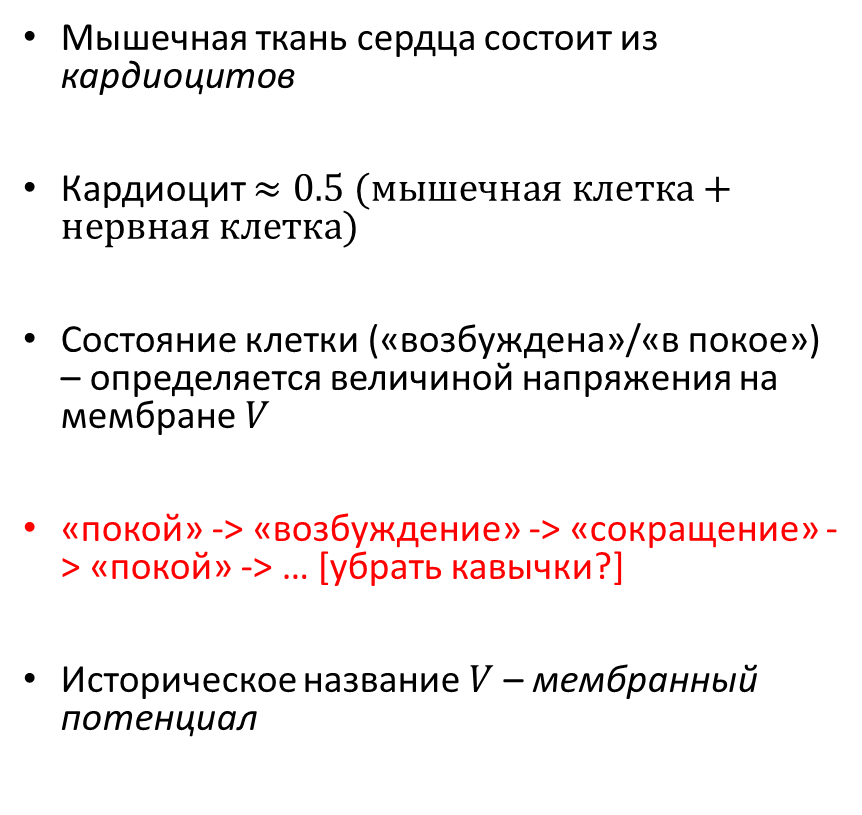 • Мышечная ткань сердца состоит из
кардиоцитов
• Кардиоцит ≈ 0.5 (мышечная клетка +
нервная клетка)
• Состояние клетки («возбуждена»/«в покое»)
– определяется величиной напряжения на
мембране V
• «покой» -> «возбуждение» -> «сокращение» -
> «покой» -> ... [убрать кавычки?]
• Историческое название V – мембранный
потенциал